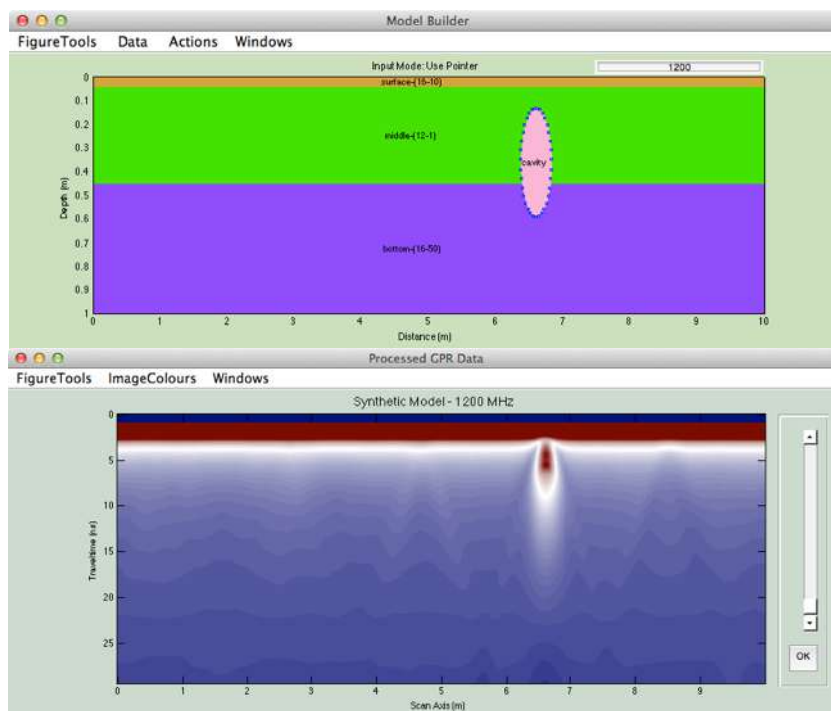 Model Builder
FigureTools Data Actions Windows
Input Mode: Use Pointer 1200
0
surface-(16-10)
0.1
0.2
middle-(12-1)
0.3
cavity
0.4
Depth (m)
0.5
0.6
0.7
bottom-(16-50)
0.8
0.9
1
0 1 2 3 4 5 6 7 8 9 10
Distance (m)
Processed GPR Data
FigureTools ImageColours Windows
Synthetic Model - 1200 MHz
0
5
10
Traveltime (ns)
15
20
25
OK
0 1 2 3 4 5 6 7 8 9
Scan Axis (m)